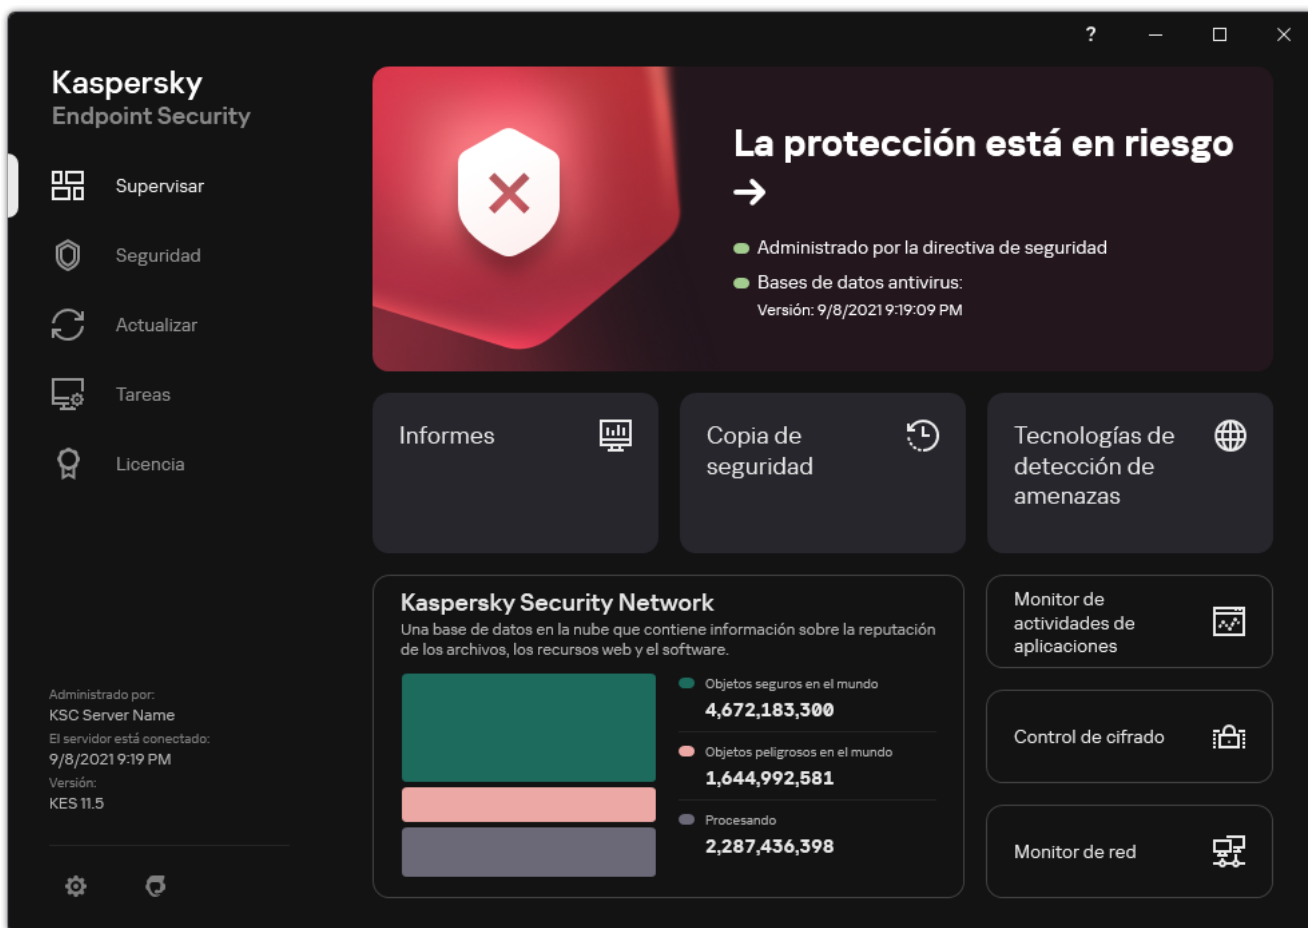 ?
Kaspersky
Endpoint Security
Supervisar
Seguridad
Actualizar
Tareas
Licencia
Administrado por:
KSC Server Name
El servidor está conectado:
9/8/2021 9:19 PM
Versión:
KES 11.5
La protección está en riesgo
Administrado por la directiva de seguridad
Bases de datos antivirus:
Versión: 9/8/2021 9:19:09 PM
Informes
Copia de
seguridad
Tecnologías de
detección de
amenazas
Kaspersky Security Network
Una base de datos en la nube que contiene información sobre la reputación
de los archivos, los recursos web y el software.
Objetos seguros en el mundo
4,672,183,300
Objetos peligrosos en el mundo
1,644,992,581
Procesando
2,287,436,398
Monitor de
actividades de
aplicaciones
Control de cifrado
Monitor de red